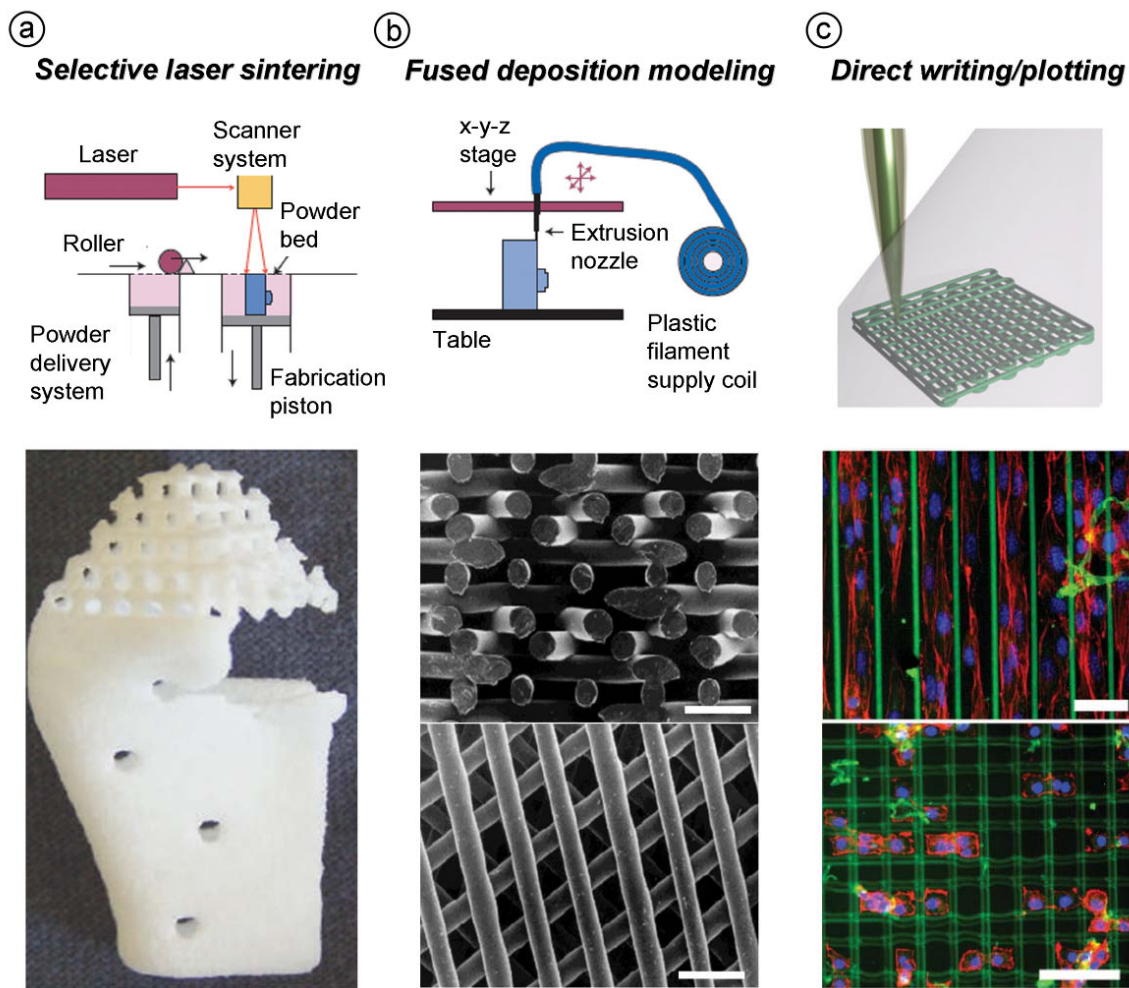 a
Selective laser sintering
Laser
Scanner
system
Roller
Powder
bed
Powder
delivery
system
Fabrication
piston
b
Fused deposition modeling
x-y-z
stage
Extrusion
nozzle
Table
Plastic
filament
supply coil
c
Direct writing/plotting